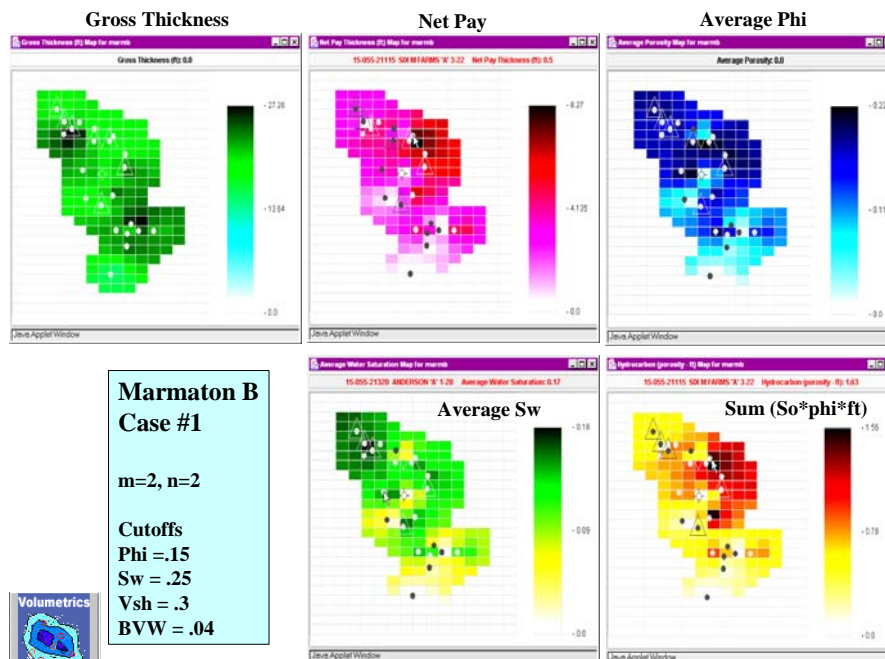 Gross Thickness
Net Pay
Average Phi
Gross Thickness (ft) Map for marmb
Gross Thickness (ft): 0.0
- 27.28
- 13.64
- 0.0
Java Applet Window
Net Pay Thickness (ft) Map for marmb
15-055-21115 SIX M FARMS 'A' 3-22 Net Pay Thickness (ft): 8.5
- 8.27
- 4.135
- 0.0
Java Applet Window
Average Porosity Map for marmb
Average Porosity: 0.0
- 0.22
- 0.11
- 0.0
Java Applet Window
Marmaton B
Case #1
m=2, n=2
Cutoffs
Phi =.15
Sw = .25
Vsh = .3
BVW = .04
Volumetrics
Average Water Saturation Map for marmb
15-055-21320 ANDERSON 'A' 1-20 Average Water Saturation: 0.17
Average Sw
- 0.18
- 0.09
- 0.0
Java Applet Window
Hydrocarbon (porosity - ft) Map for marmb
15-055-21115 SIX M FARMS 'A' 3-22 Hydrocarbon (porosity - ft): 1.63
Sum (So*phi*ft)
- 1.56
- 0.78
- 0.0
Java Applet Window